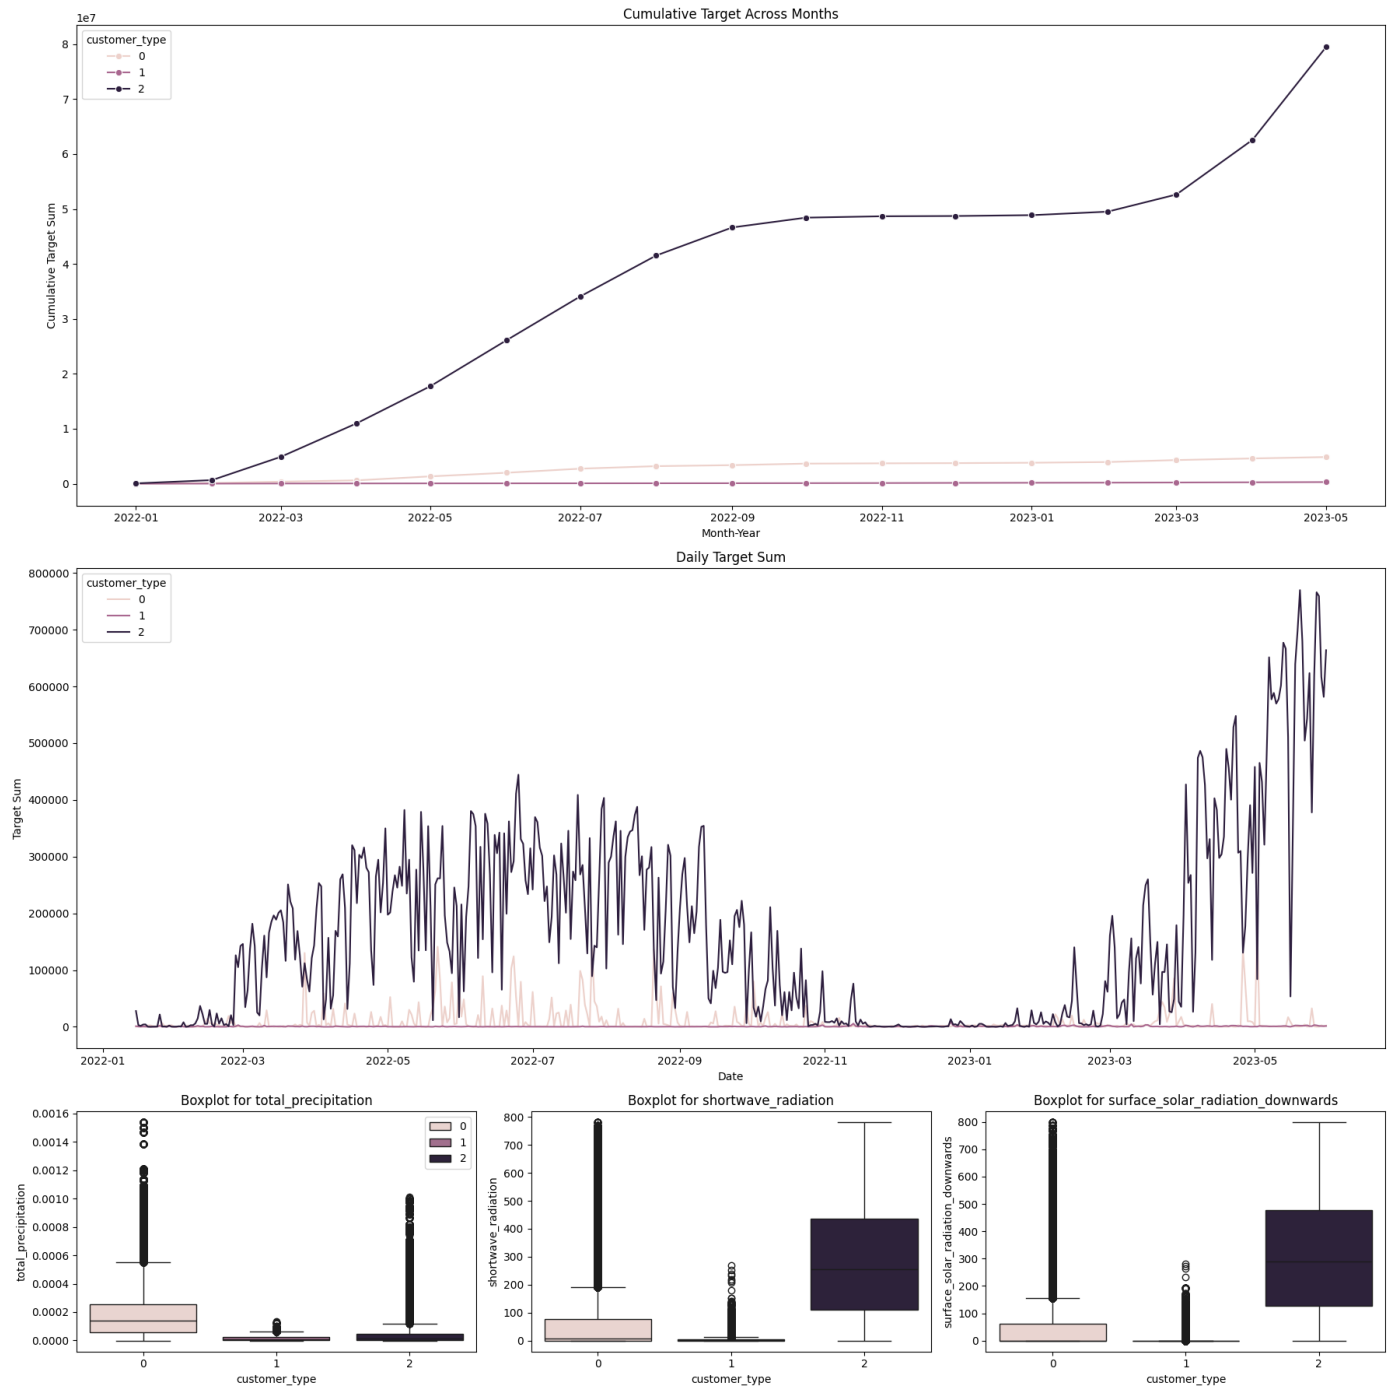 Cumulative Target Across Months
1e7
customer_type
0
1
2
8
7
6
5
4
3
2
1
0
Cumulative Target Sum
2022-01 2022-03 2022-05 2022-07 2022-09 2022-11 2023-01 2023-03 2023-05
Month-Year
Daily Target Sum
customer_type
0
1
2
800000
700000
600000
500000
400000
300000
200000
100000
0
Target Sum
2022-01 2022-03 2022-05 2022-07 2022-09 2022-11 2023-01 2023-03 2023-05
Date
Boxplot for total_precipitation
0
1
2
0.0016
0.0014
0.0012
0.0010
0.0008
0.0006
0.0004
0.0002
0.0000
total_precipitation
0 1 2
customer_type
Boxplot for shortwave_radiation
800
700
600
500
400
300
200
100
0
shortwave_radiation
0 1 2
customer_type
Boxplot for surface_solar_radiation_downwards
800
700
600
500
400
300
200
100
0
surface_solar_radiation_downwards
0 1 2
customer_type